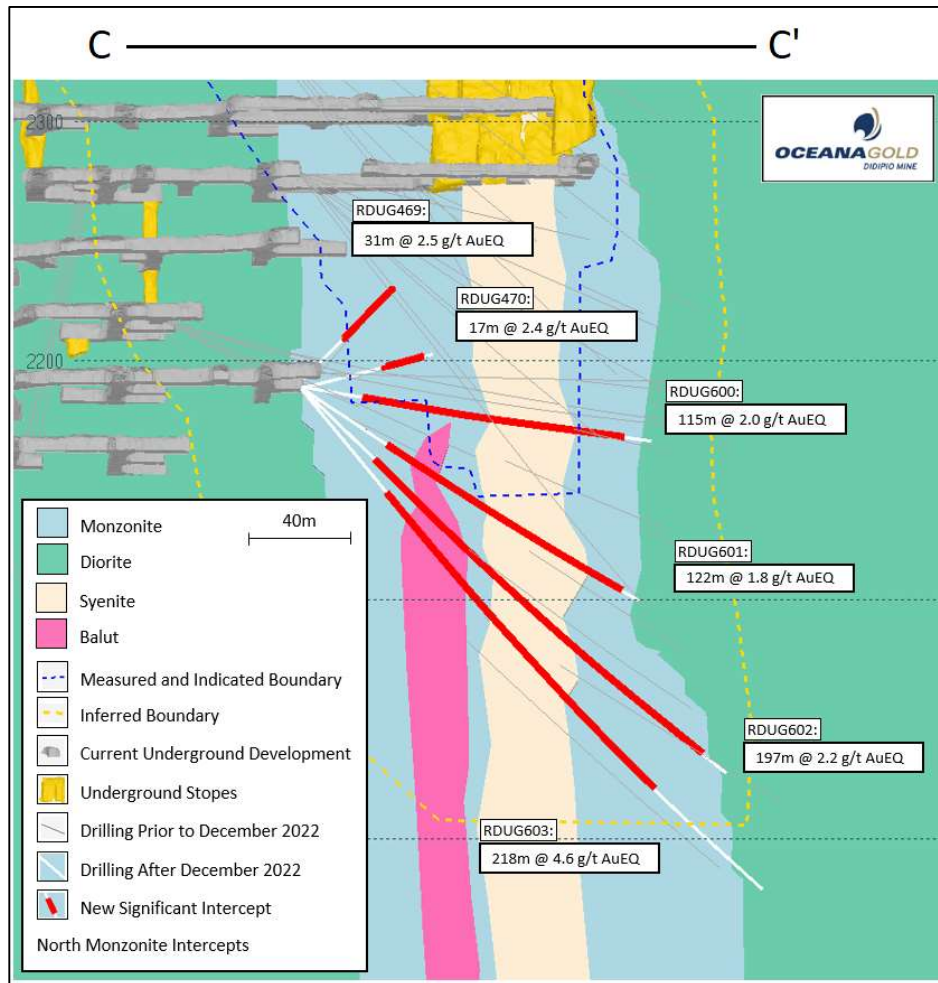 C
C'
2300
OCEANAGOLD
DIDIPIO MINE
RDUG469:
31m @ 2.5 g/t AuEQ
RDUG470:
17m @ 2.4 g/t AuEQ
2200
RDUG600:
115m @ 2.0 g/t AuEQ
RDUG601:
122m @ 1.8 g/t AuEQ
RDUG602:
197m @ 2.2 g/t AuEQ
RDUG603:
218m @ 4.6 g/t AuEQ
Monzonite
40m
Diorite
Syenite
Balut
Measured and Indicated Boundary
Inferred Boundary
Current Underground Development
Underground Stopes
Drilling Prior to December 2022
Drilling After December 2022
New Significant Intercept
North Monzonite Intercepts